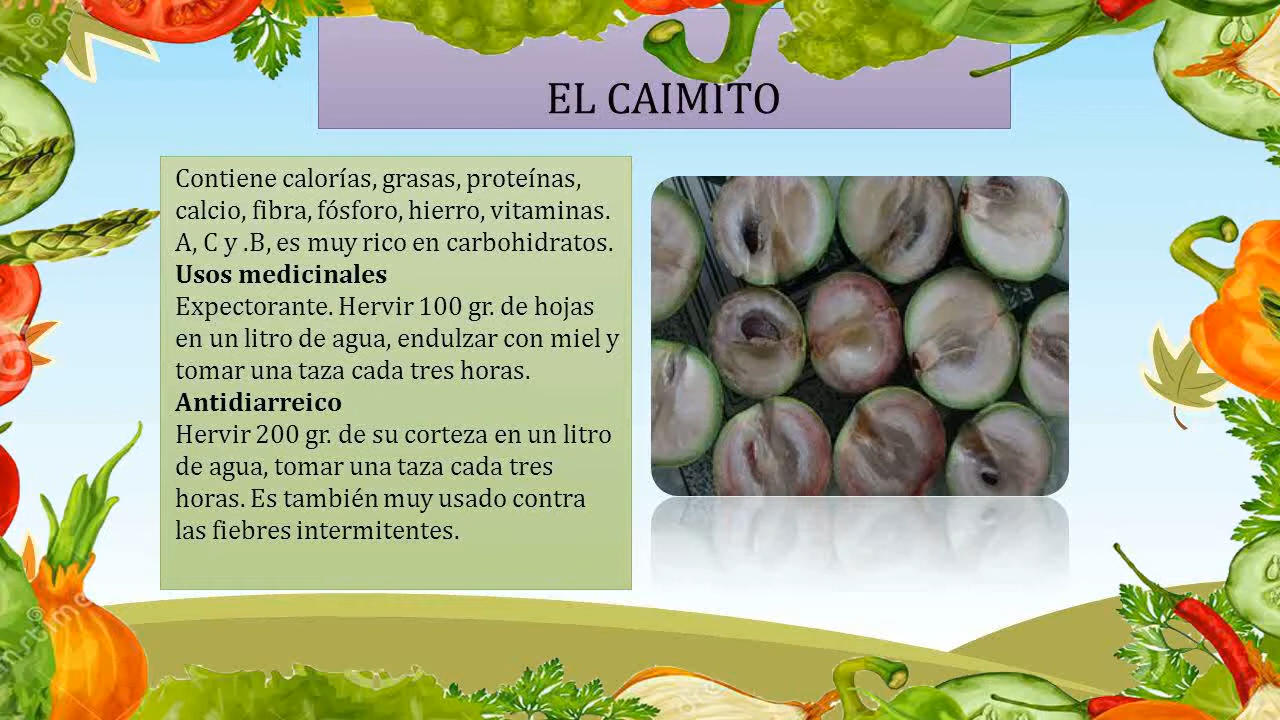 EL CAIMITO
Contiene calorías, grasas, proteínas,
calcio, fibra, fósforo, hierro, vitaminas.
A, C y .B, es muy rico en carbohidratos.
Usos medicinales
Expectorante. Hervir 100 gr. de hojas
en un litro de agua, endulzar con miel y
tomar una taza cada tres horas.
Antidiarreico
Hervir 200 gr. de su corteza en un litro
de agua, tomar una taza cada tres
horas. Es también muy usado contra
las fiebres intermitentes.